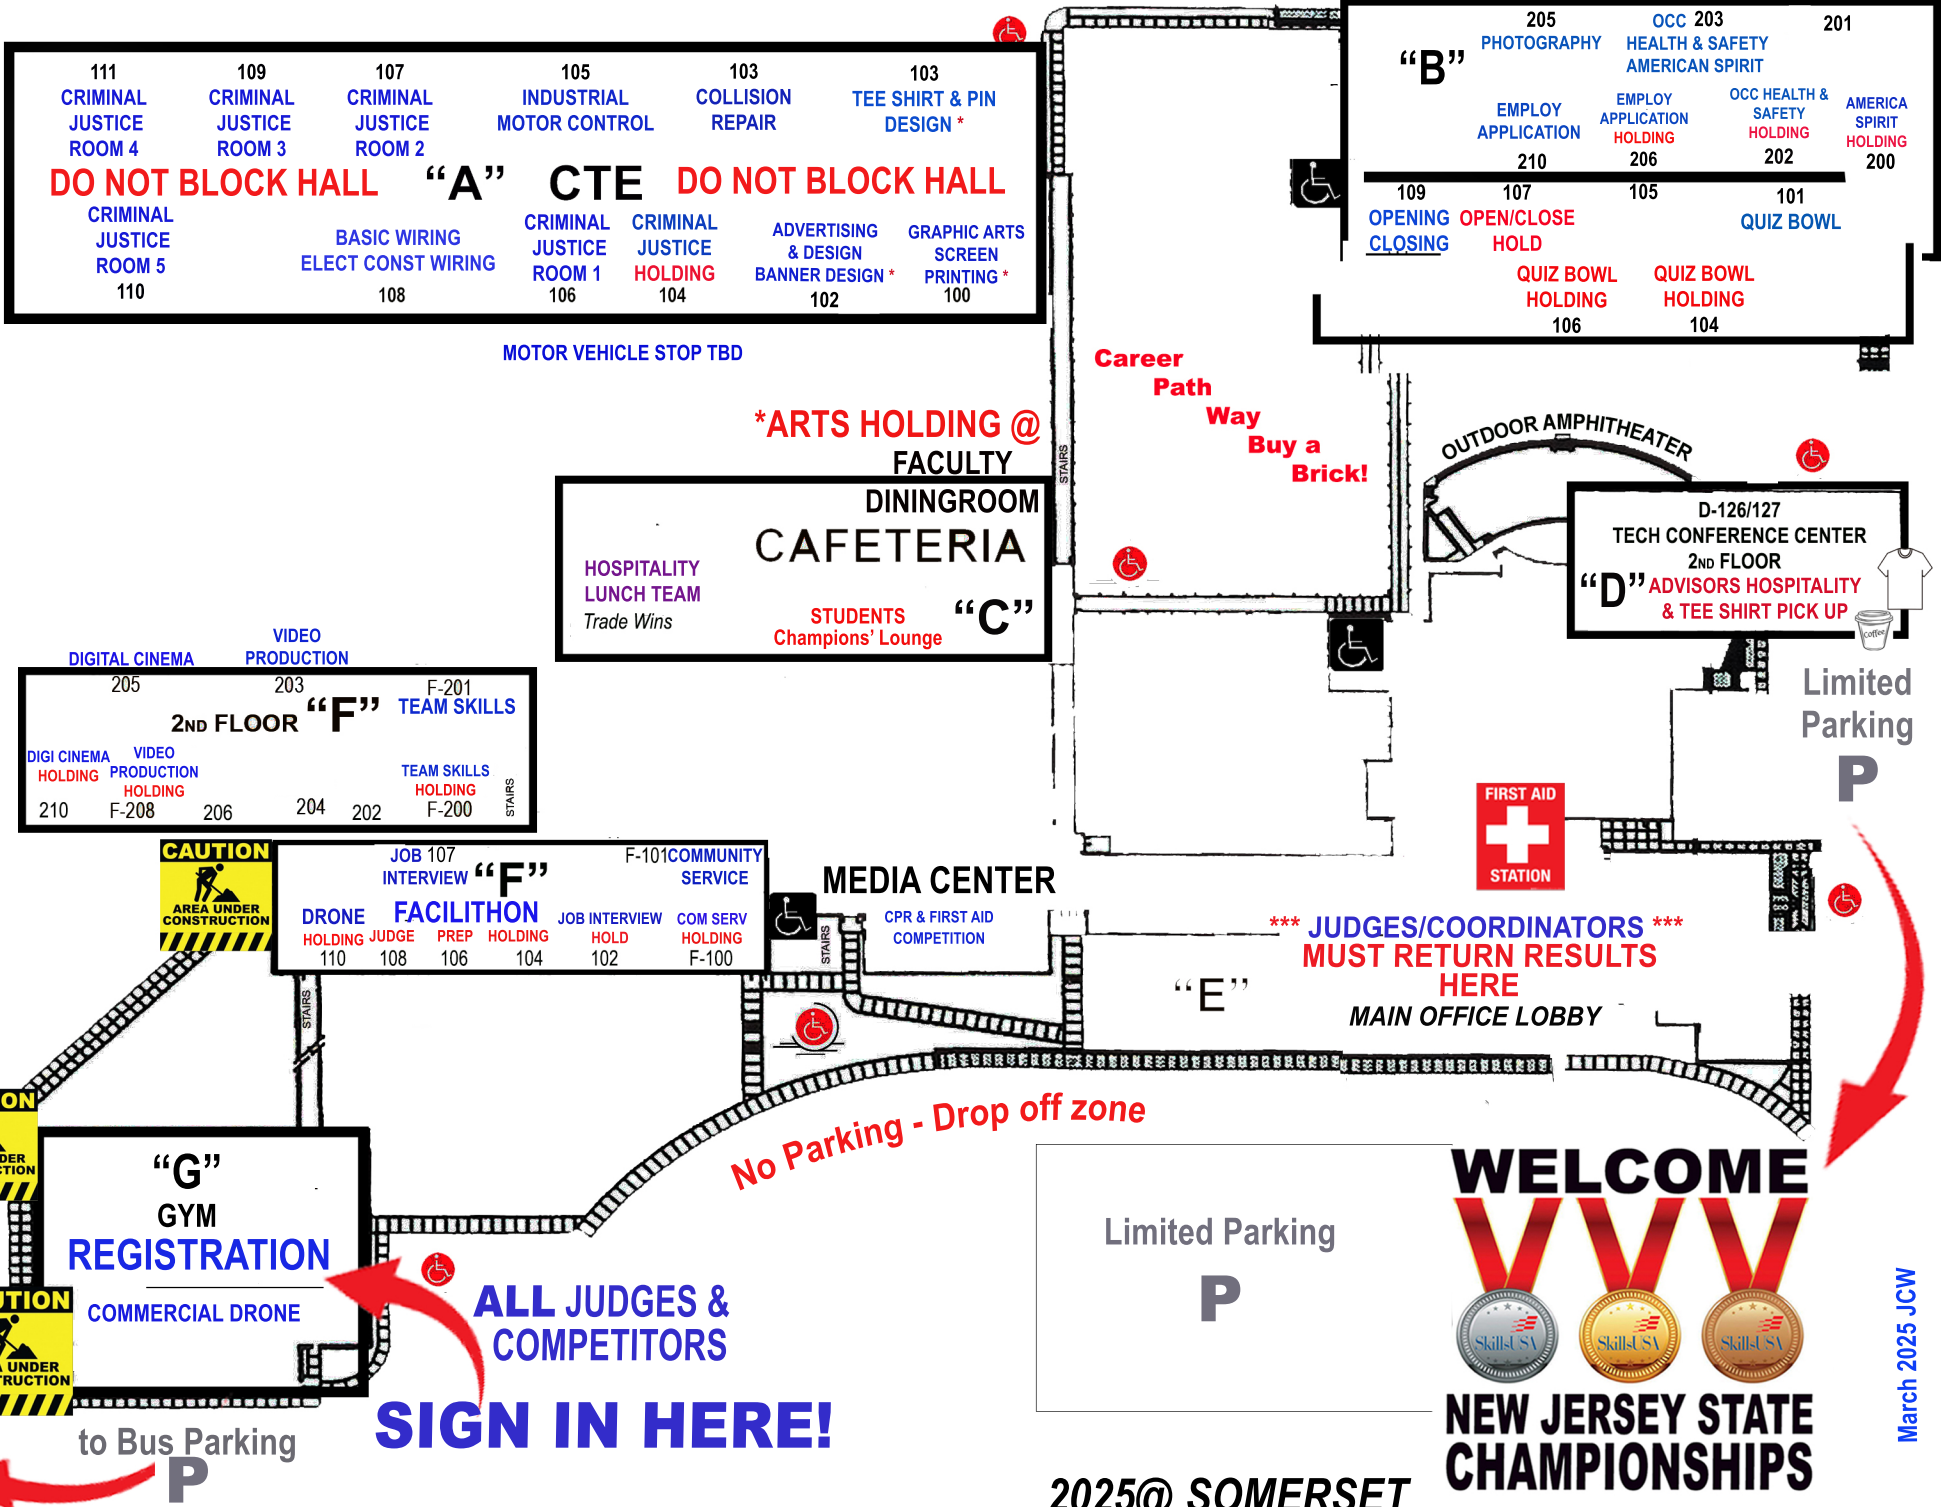 111
CRIMINAL
JUSTICE
ROOM 4
109
CRIMINAL
JUSTICE
ROOM 3
107
CRIMINAL
JUSTICE
ROOM 2
105
INDUSTRIAL
MOTOR CONTROL
103
COLLISION
REPAIR
103
TEE SHIRT & PIN
DESIGN *
DO NOT BLOCK HALL
“A” CTE
DO NOT BLOCK HALL
CRIMINAL
JUSTICE
ROOM 5
110
BASIC WIRING
ELECT CONST WIRING
108
CRIMINAL
JUSTICE
ROOM 1
106
CRIMINAL
JUSTICE
HOLDING
104
ADVERTISING
& DESIGN
BANNER DESIGN *
102
GRAPHIC ARTS
SCREEN
PRINTING *
100
MOTOR VEHICLE STOP TBD
“B”
205
PHOTOGRAPHY
OCC 203
HEALTH & SAFETY
AMERICAN SPIRIT
201
EMPLOY
APPLICATION
210
EMPLOY
APPLICATION
HOLDING
206
OCC HEALTH &
SAFETY
HOLDING
202
AMERICA
SPIRIT
HOLDING
200
109
OPENING
CLOSING
107
OPEN/CLOSE
HOLD
105
101
QUIZ BOWL
QUIZ BOWL
HOLDING
106
QUIZ BOWL
HOLDING
104
Career
Path
Way
Buy a
Brick!
*ARTS HOLDING @
FACULTY
DININGROOM
CAFETERIA
STAIRS
HOSPITALITY
LUNCH TEAM
Trade Wins
STUDENTS
Champions’ Lounge
“C”
OUTDOOR AMPHITHEATER
D-126/127
TECH CONFERENCE CENTER
2ND FLOOR
“D” ADVISORS HOSPITALITY
& TEE SHIRT PICK UP
Coffee
Limited
Parking
P
DIGITAL CINEMA
205
VIDEO
PRODUCTION
203
F-201
TEAM SKILLS
2ND FLOOR “F”
DIGI CINEMA
HOLDING
210
VIDEO
PRODUCTION
HOLDING
F-208
206
204
202
TEAM SKILLS
HOLDING
F-200
STAIRS
CAUTION
AREA UNDER
CONSTRUCTION
JOB 107
INTERVIEW
“F”
F-101 COMMUNITY
SERVICE
FACILITHON
DRONE
HOLDING
110
JUDGE
108
PREP
106
HOLDING
104
JOB INTERVIEW
HOLD
102
COM SERV
HOLDING
F-100
STAIRS
STAIRS
MEDIA CENTER
CPR & FIRST AID
COMPETITION
FIRST AID
STATION
“E”
*** JUDGES/COORDINATORS ***
MUST RETURN RESULTS
HERE
MAIN OFFICE LOBBY
No Parking - Drop off zone
ON
DER
CTION
“G”
GYM
REGISTRATION
COMMERCIAL DRONE
UTION
A UNDER
TRUCTION
ALL JUDGES &
COMPETITORS
SIGN IN HERE!
to Bus Parking
P
Limited Parking
P
WELCOME
SkillsUSA
SkillsUSA
SkillsUSA
NEW JERSEY STATE
CHAMPIONSHIPS
March 2025 JCW
2025@ SOMERSET